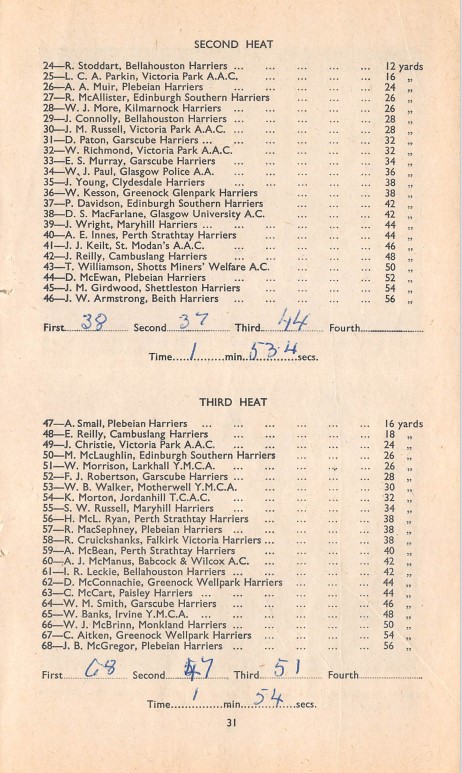 SECOND HEAT
24—R. Stoddart, Bellahouston Harriers ... ... ... ... 12 yards
25—L. C. A. Parkin, Victoria Park A.A.C. ... ... ... 16 „
26—A. A. Muir, Plebeian Harriers ... ... ... ... 24 „
27—R. McAllister, Edinburgh Southern Harriers ... ... ... 26 „
28—W. J. More, Kilmarnock Harriers ... ... ... ... 26 „
29—J. Connolly, Bellahouston Harriers ... ... ... ... 28 „
30—J. M. Russell, Victoria Park A.A.C. ... ... ... ... 28 „
31—D. Paton, Garscube Harriers ... ... ... ... ... 32 „
32—W. Richmond, Victoria Park A.A.C. ... ... ... ... 32 „
33—E. S. Murray, Garscube Harriers ... ... ... ... 34 „
34—W. J. Paul, Glasgow Police A.A. ... ... ... ... 36 „
35—J. Young, Clydesdale Harriers ... ... ... ... 38 „
36—W. Kesson, Greenock Glenpark Harriers ... ... ... 38 „
37—P. Davidson, Edinburgh Southern Harriers ... ... ... 42 „
38—D. S. MacFarlane, Glasgow University A.C. ... ... ... 42 „
39—J. Wright, Maryhill Harriers ... ... ... ... ... 44 „
40—A. E. Innes, Perth Strathtay Harriers ... ... ... ... 44 „
41—J. J. Keilt, St. Modan's A.A.C. ... ... ... ... 46 „
42—J. Reilly, Cambuslang Harriers ... ... ... ... 48 „
43—T. Williamson, Shotts Miners' Welfare A.C. ... ... ... 50 „
44—D. McEwan, Plebeian Harriers ... ... ... ... 52 „
45—J. M. Girdwood, Shettleston Harriers ... ... ... ... 54 „
46—J. W. Armstrong, Beith Harriers ... ... ... ... 56 „
First 38 Second 37 Third 44 Fourth
Time 1 min. 53·4 secs.
THIRD HEAT
47—A. Small, Plebeian Harriers ... ... ... ... ... 16 yards
48—E. Reilly, Cambuslang Harriers ... ... ... ... 18 „
49—J. Christie, Victoria Park A.A.C. ... ... ... ... 24 „
50—M. McLaughlin, Edinburgh Southern Harriers ... ... ... 26 „
51—W. Morrison, Larkhall Y.M.C.A. ... ... ... ... 26 „
52—F. J. Robertson, Garscube Harriers ... ... ... ... 28 „
53—W. B. Walker, Motherwell Y.M.C.A. ... ... ... ... 30 „
54—K. Morton, Jordanhill T.C.A.C. ... ... ... ... 32 „
55—S. W. Russell, Maryhill Harriers ... ... ... ... 34 „
56—H. McL. Ryan, Perth Strathtay Harriers ... ... ... 38 „
57—R. MacSephney, Plebeian Harriers ... ... ... ... 38 „
58—R. Cruickshanks, Falkirk Victoria Harriers ... ... ... ... 38 „
59—A. McBean, Perth Strathtay Harriers ... ... ... ... 40 „
60—A. J. McManus, Babcock & Wilcox A.C. ... ... ... 42 „
61—I. R. Leckie, Bellahouston Harriers ... ... ... ... 42 „
62—D. McConnachie, Greenock Wellpark Harriers ... ... ... 44 „
63—C. McCart, Paisley Harriers ... ... ... ... ... 44 „
64—W. M. Smith, Garscube Harriers ... ... ... ... 46 „
65—W. Banks, Irvine Y.M.C.A. ... ... ... ... ... 48 „
66—W. J. McBrinn, Monkland Harriers ... ... ... ... 50 „
67—C. Aitken, Greenock Wellpark Harriers ... ... ... 54 „
68—J. B. McGregor, Plebeian Harriers ... ... ... ... 56 „
First 68 Second 47 Third 51 Fourth
Time 1 min. 54 secs.
31